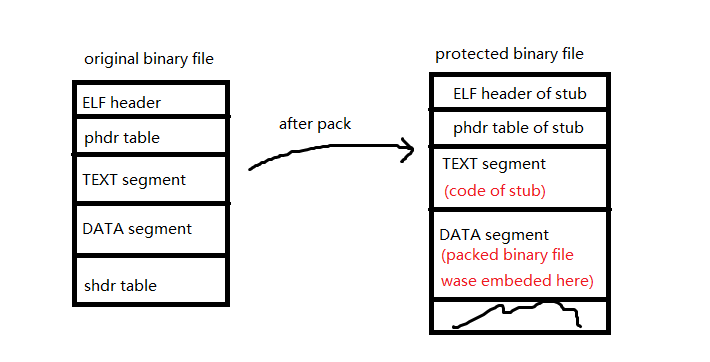 original binary file
ELF header
phdr table
TEXT segment
DATA segment
shdr table
after pack
protected binary file
ELF header of stub
phdr table of stub
TEXT segment
(code of stub)
DATA segment
(packed binary file
wase embeded here)